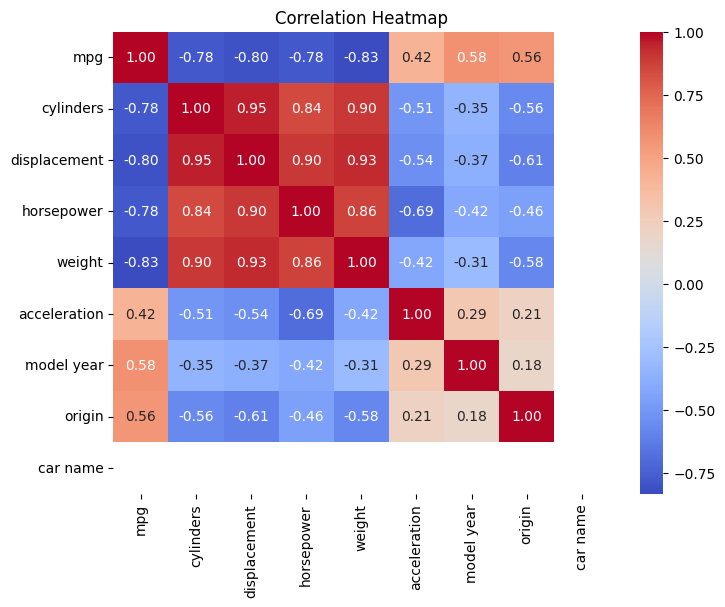 Correlation Heatmap
mpg 1.00 -0.78 -0.80 -0.78 -0.83 0.42 0.58 0.56
cylinders -0.78 1.00 0.95 0.84 0.90 -0.51 -0.35 -0.56
displacement -0.80 0.95 1.00 0.90 0.93 -0.54 -0.37 -0.61
horsepower -0.78 0.84 0.90 1.00 0.86 -0.69 -0.42 -0.46
weight -0.83 0.90 0.93 0.86 1.00 -0.42 -0.31 -0.58
acceleration 0.42 -0.51 -0.54 -0.69 -0.42 1.00 0.29 0.21
model year 0.58 -0.35 -0.37 -0.42 -0.31 0.29 1.00 0.18
origin 0.56 -0.56 -0.61 -0.46 -0.58 0.21 0.18 1.00
car name
mpg
cylinders
displacement
horsepower
weight
acceleration
model year
origin
car name
1.00
0.75
0.50
0.25
0.00
−0.25
−0.50
−0.75